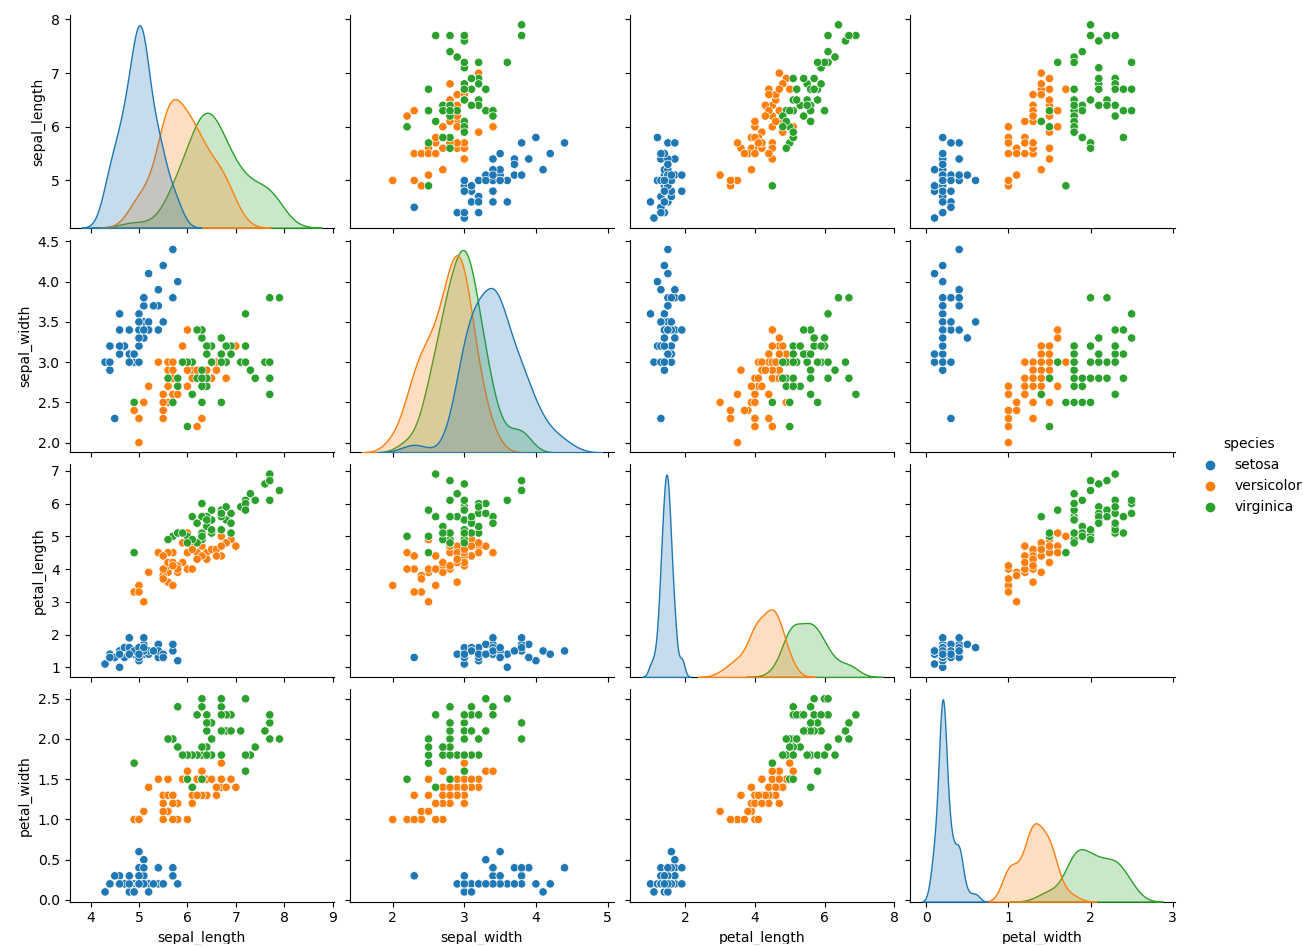 8
7
6
5
sepal_length
4.5
4.0
3.5
3.0
2.5
2.0
sepal_width
species
setosa
versicolor
virginica
7
6
5
4
3
2
1
petal_length
2.5
2.0
1.5
1.0
0.5
0.0
petal_width
4 5 6 7 8 9
2 3 4 5
2 4 6 8
0 1 2 3
sepal_length
sepal_width
petal_length
petal_width